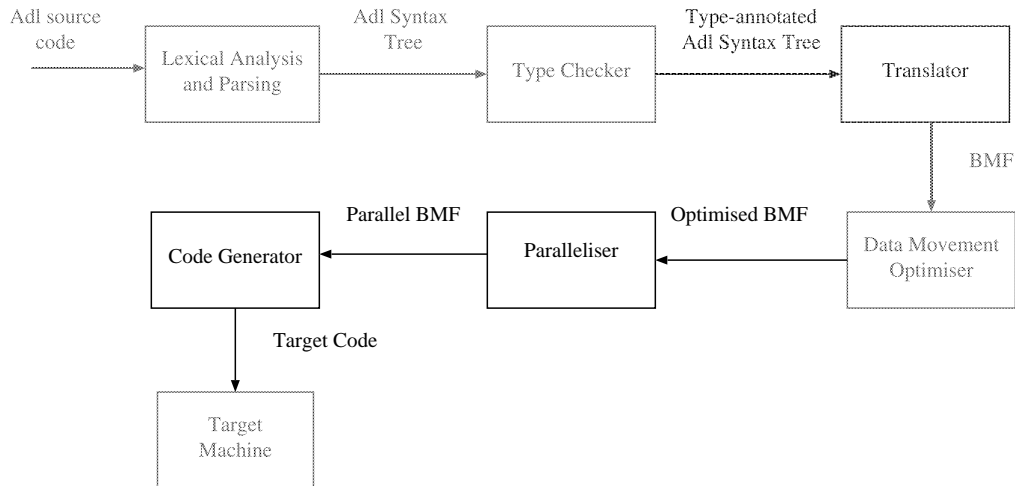 Adl source
code
Lexical Analysis
and Parsing
Adl Syntax
Tree
Type Checker
Type-annotated
Adl Syntax Tree
Translator
BMF
Data Movement
Optimiser
Optimised BMF
Paralleliser
Parallel BMF
Code Generator
Target Code
Target
Machine